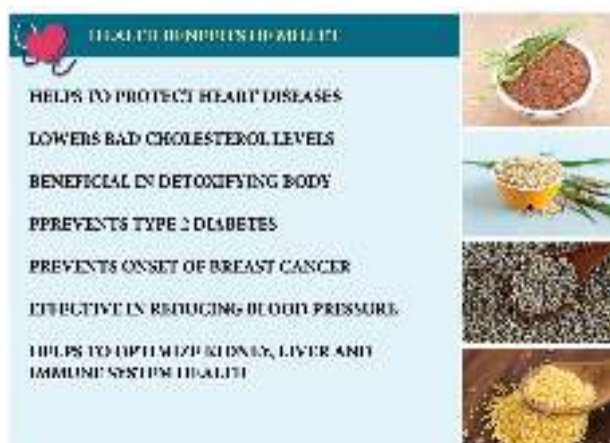 HEALTH BENEFITS OF MILLET
HELPS TO PROTECT HEART DISEASES
LOWERS BAD CHOLESTEROL LEVELS
BENEFICIAL IN DETOXIFYING BODY
PPREVENTS TYPE 2 DIABETES
PREVENTS ONSET OF BREAST CANCER
EFFECTIVE IN REDUCING BLOOD PRESSURE
HELPS TO OPTIMIZE KIDNEY, LIVER AND
IMMUNE SYSTEM HEALTH